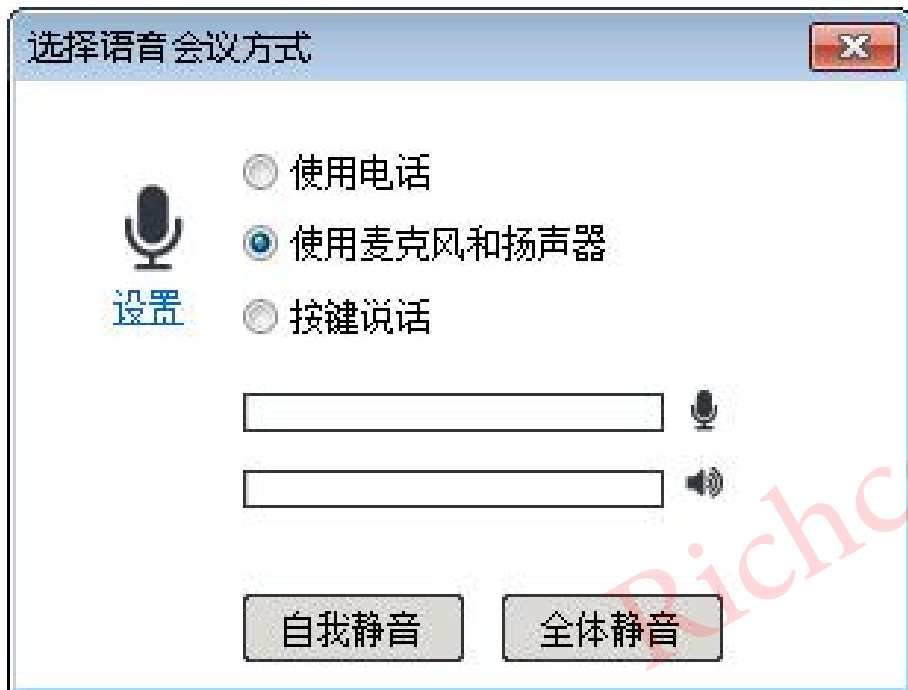 选择语音会议方式
使用电话
使用麦克风和扬声器
设置
按键说话
自我静音
全体静音